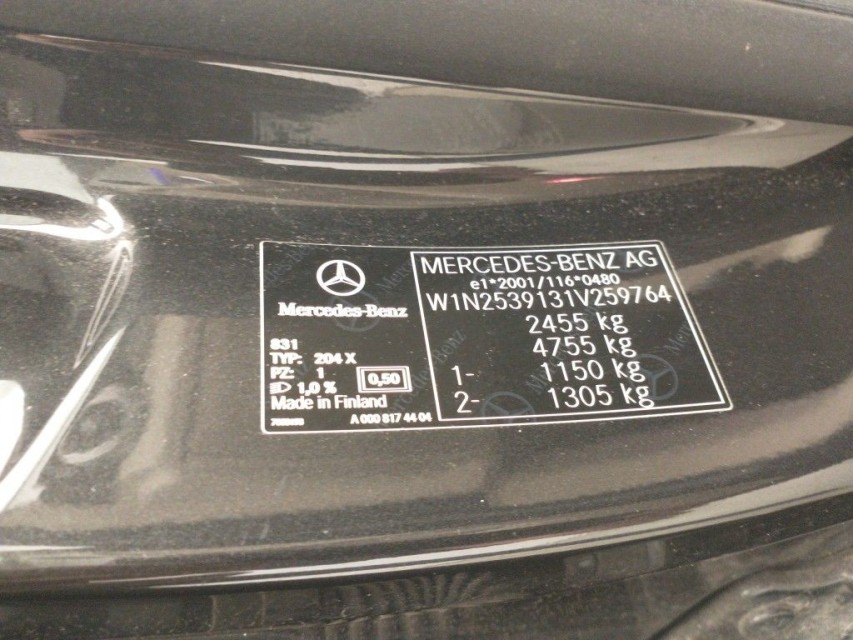 Mercedes-Benz
831
TYP: 204 X
PZ: 1
1,0 %
0,50
Made in Finland
A 000 817 44 04
MERCEDES-BENZ AG
e1*2001/116*0480
W1N2539131V259764
2455 kg
4755 kg
1- 1150 kg
2- 1305 kg